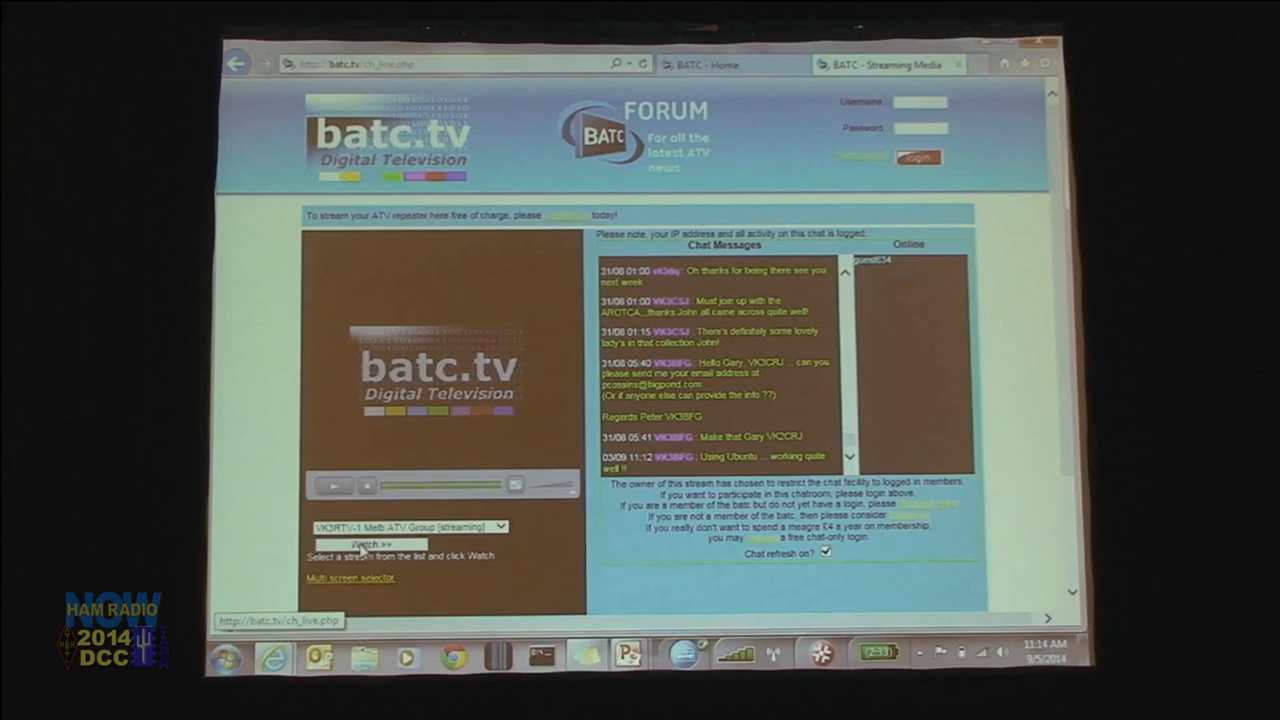 http://batc.tv/ch_live.php
BATC - Home
BATC - Streaming Media
batc.tv
Digital Television
FORUM
BATC
For all the
latest ATV
news.
Username
Password
login
To stream your ATV repeater here free of charge, please
today!
Please note, your IP address and all activity on this chat is logged.
Chat Messages
Online
guest634
31/08 01:00 vk3dq : Oh thanks for being there see you
next week
31/08 01:00 VK3CSJ : Must join up with the
AROTCA...thanks John all came across quite well!
31/08 01:15 VK3CSJ : There's definitely some lovely
lady's in that collection John!
31/08 05:40 VK3BFG : Hello Gary, VK3CRJ ... can you
please send me your email address at
pcossins@bigpond.com
(Or if anyone else can provide the info ??)
Regards Peter VK3BFG
31/08 05:41 VK3BFG : Make that Gary VK2CRJ
03/09 11:12 VK3BFG : Using Ubuntu ... working quite
well !!
batc.tv
Digital Television
VK3RTV-1 Melb ATV Group [streaming]
Watch >>
Select a stream from the list and click Watch
Multi screen selector
The owner of this stream has chosen to restrict the chat facility to logged in members.
If you want to participate in this chatroom, please login above.
If you are a member of the batc but do not yet have a login, please
If you are not a member of the batc, then please consider
If you really don't want to spend a meagre £4 a year on membership,
you may
a free chat-only login.
Chat refresh on?
http://batc.tv/ch_live.php
(2:33)
11:14 AM
9/5/2014
NOW
HAM RADIO
2014
DCC